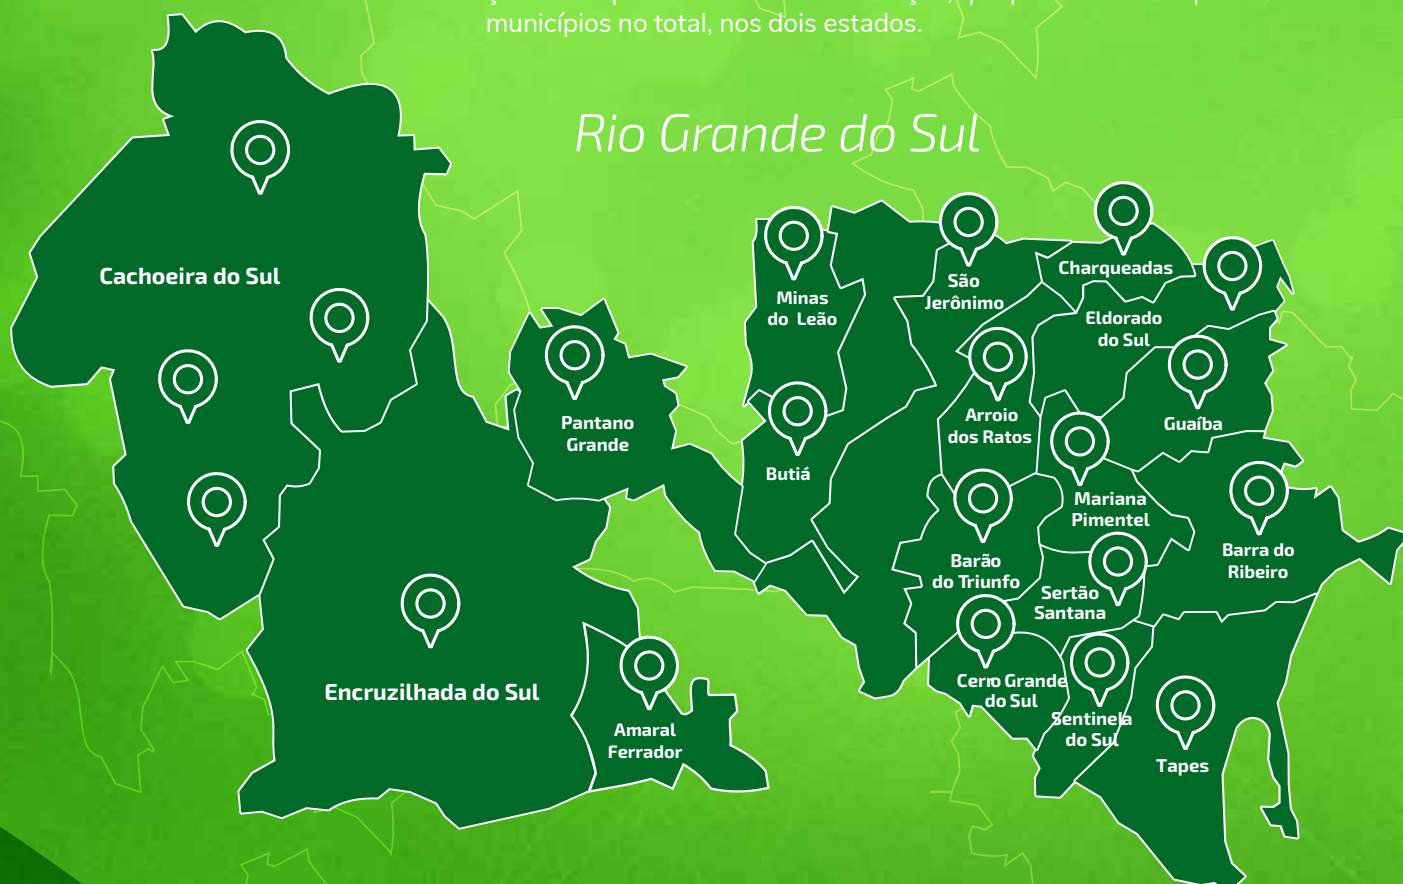 municípios no total, nos dois estados.
Rio Grande do Sul
Cachoeira do Sul
Pantano
Grande
Encruzilhada do Sul
Amaral
Ferrador
Minas
do Leão
Butiá
São
Jerônimo
Charqueadas
Eldorado
do Sul
Arroio
dos Ratos
Guaíba
Mariana
Pimentel
Barão
do Triunfo
Barra do
Ribeiro
Sertão
Santana
Cerro Grande
do Sul
Sentinela
do Sul
Tapes